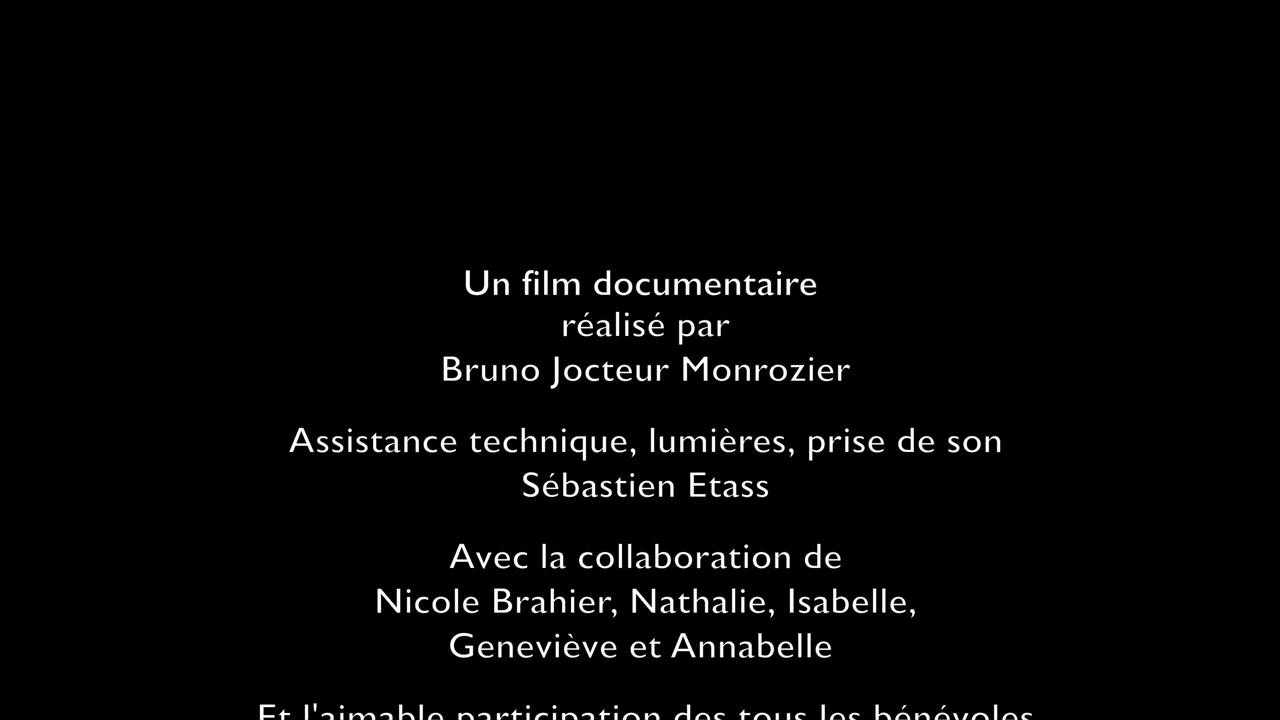 Un film documentaire
réalisé par
Bruno Jocteur Monrozier
Assistance technique, lumières, prise de son
Sébastien Etass
Avec la collaboration de
Nicole Brahier, Nathalie, Isabelle,
Geneviève et Annabelle
Et l'aimable participation des tous les bénévoles